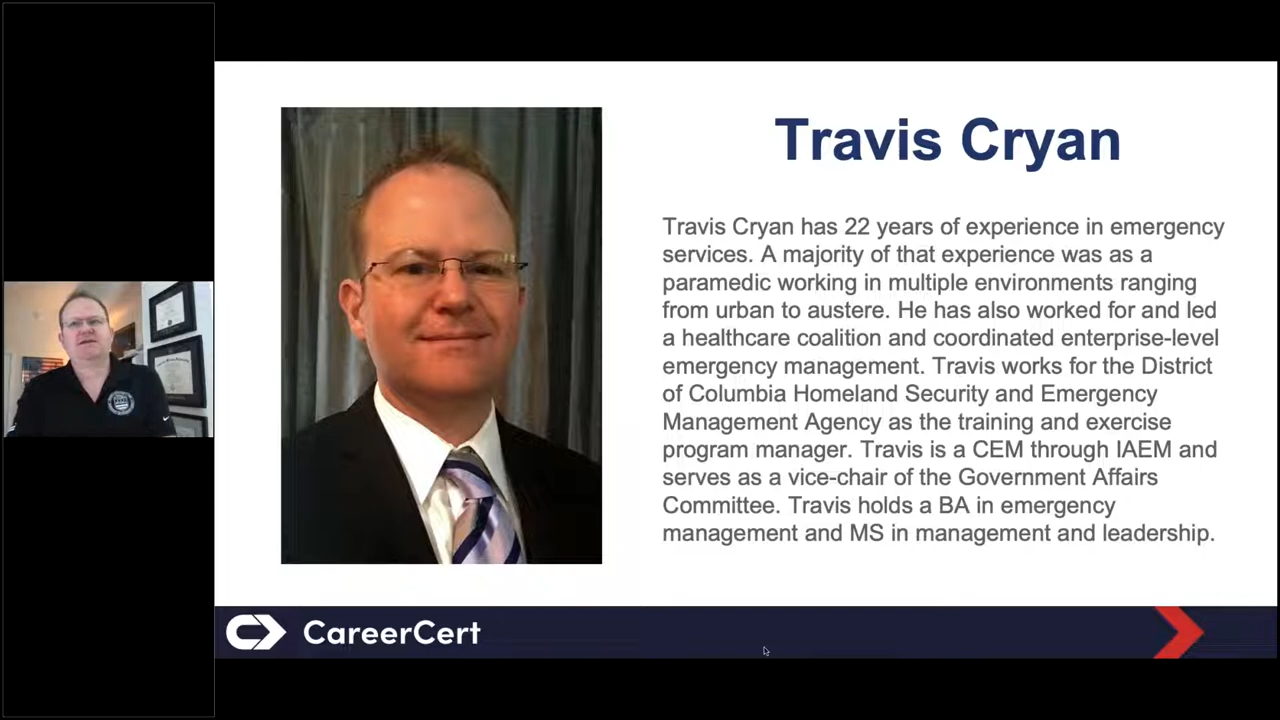 Travis Cryan
Travis Cryan has 22 years of experience in emergency
services. A majority of that experience was as a
paramedic working in multiple environments ranging
from urban to austere. He has also worked for and led
a healthcare coalition and coordinated enterprise-level
emergency management. Travis works for the District
of Columbia Homeland Security and Emergency
Management Agency as the training and exercise
program manager. Travis is a CEM through IAEM and
serves as a vice-chair of the Government Affairs
Committee. Travis holds a BA in emergency
management and MS in management and leadership.
CareerCert